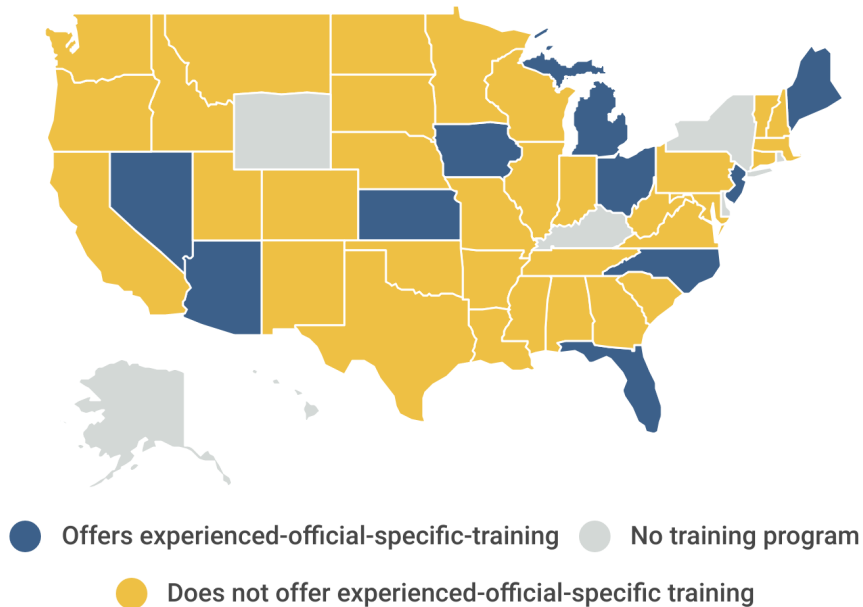 Offers experienced-official-specific-training
No training program
Does not offer experienced-official-specific training